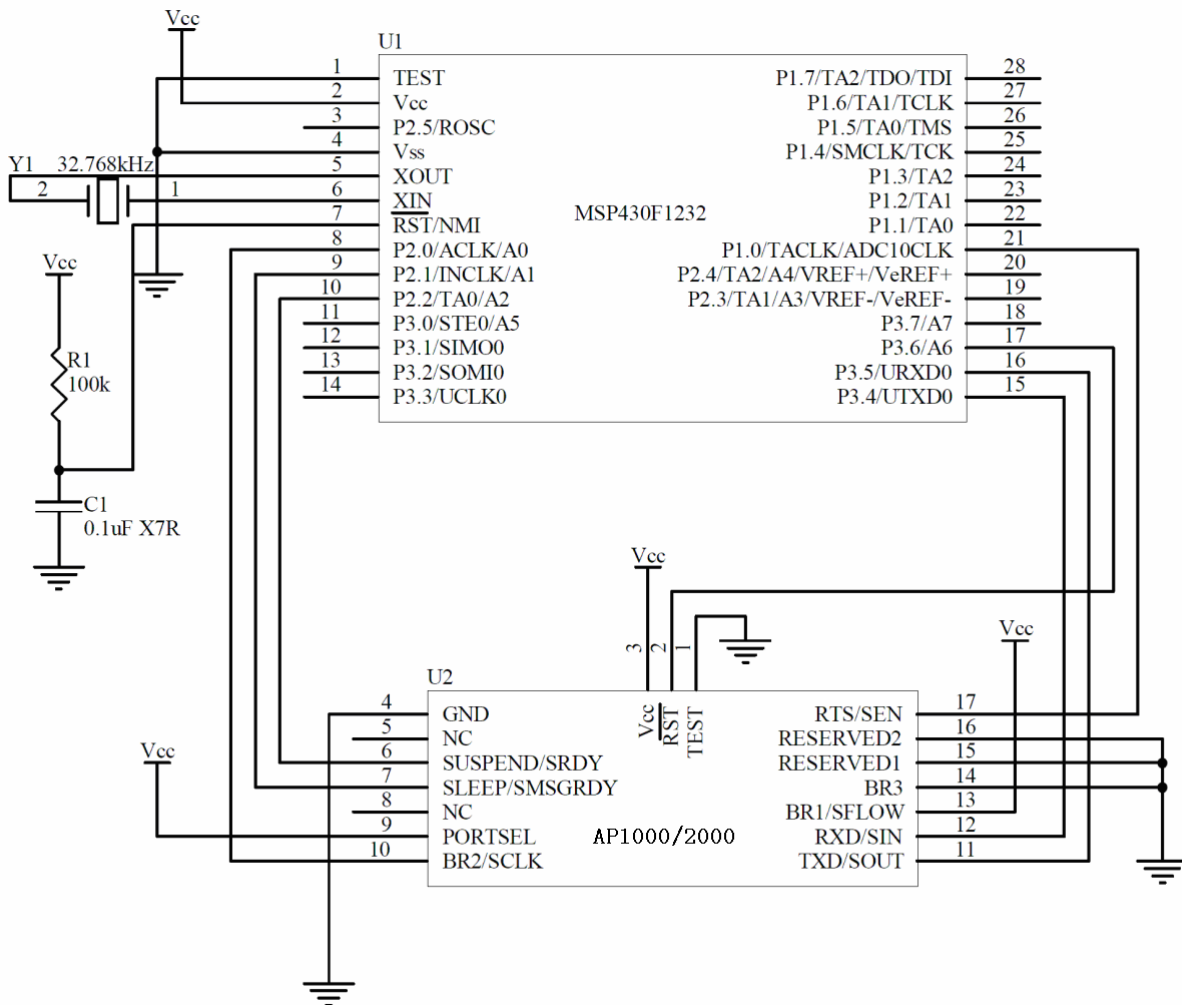 Vcc
U1
1 TEST
2 Vcc
3 P2.5/ROSC
4 Vss
5 XOUT
6 XIN
7 RST/NMI
8 P2.0/ACLK/A0
9 P2.1/INCLK/A1
10 P2.2/TA0/A2
11 P3.0/STE0/A5
12 P3.1/SIMO0
13 P3.2/SOMI0
14 P3.3/UCLK0
MSP430F1232
P1.7/TA2/TDO/TDI 28
P1.6/TA1/TCLK 27
P1.5/TA0/TMS 26
P1.4/SMCLK/TCK 25
P1.3/TA2 24
P1.2/TA1 23
P1.1/TA0 22
P1.0/TACLK/ADC10CLK 21
P2.4/TA2/A4/VREF+/VeREF+ 20
P2.3/TA1/A3/VREF-/VeREF- 19
P3.7/A7 18
P3.6/A6 17
P3.5/URXD0 16
P3.4/UTXD0 15
Y1 32.768kHz
2 1
Vcc
R1
100k
C1
0.1uF X7R
Vcc
3 2 1
Vcc RST TEST
Vcc
U2
4 GND
5 NC
6 SUSPEND/SRDY
7 SLEEP/SMSGRDY
8 NC
9 PORTSEL
10 BR2/SCLK
Vcc
AP1000/2000
RTS/SEN 17
RESERVED2 16
RESERVED1 15
BR3 14
BR1/SFLOW 13
RXD/SIN 12
TXD/SOUT 11